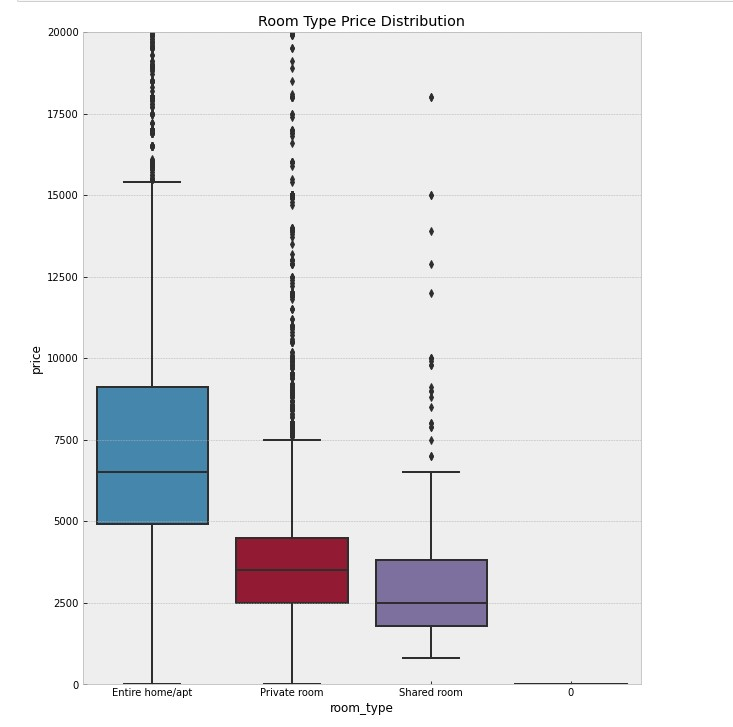 Room Type Price Distribution
20000
17500
15000
12500
10000
7500
5000
2500
0
price
Entire home/apt Private room Shared room 0
room_type